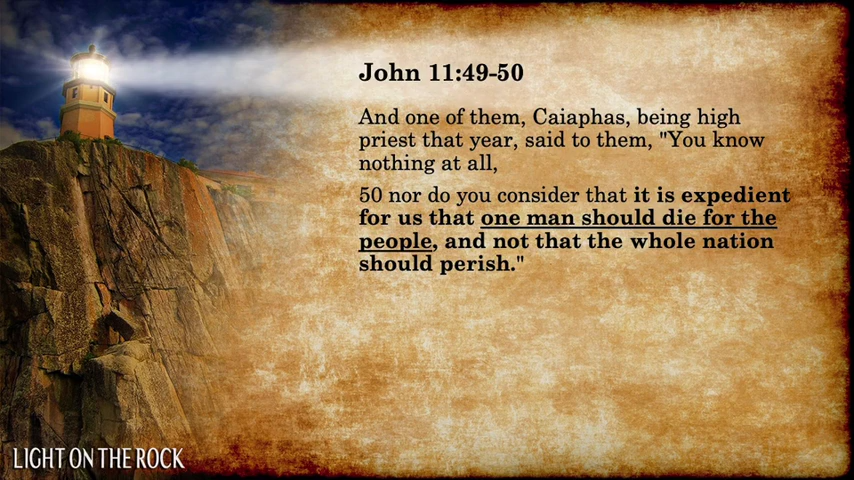 John 11:49-50
And one of them, Caiaphas, being high
priest that year, said to them, "You know
nothing at all,
50 nor do you consider that it is expedient
for us that one man should die for the
people, and not that the whole nation
should perish."
LIGHT ON THE ROCK